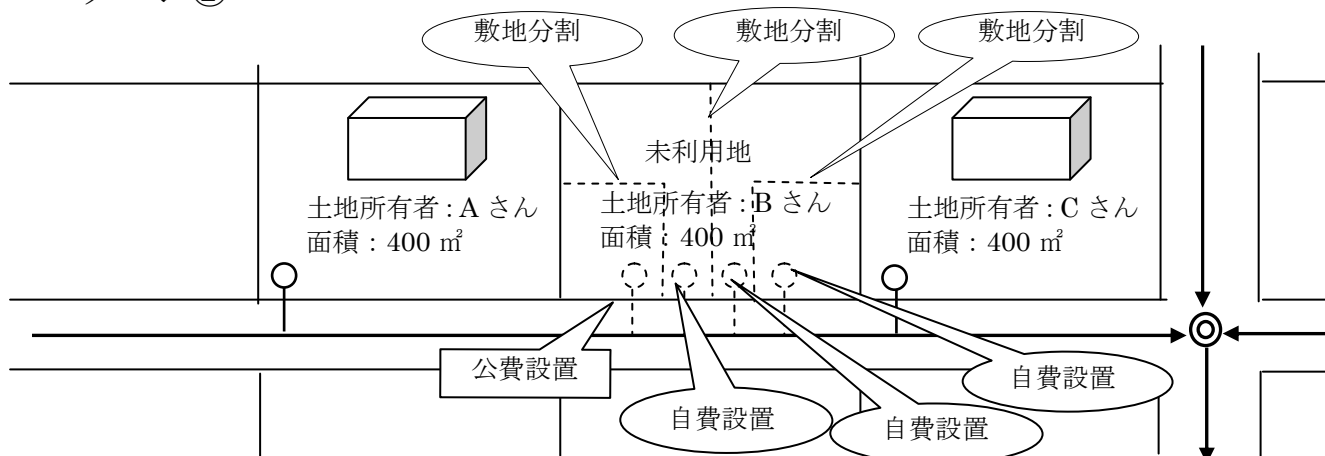 敷地分割
敷地分割
敷地分割
未利用地
土地所有者：A さん
面積：400 ㎡
土地所有者：B さん
面積：400 ㎡
土地所有者：C さん
面積：400 ㎡
公費設置
自費設置
自費設置
自費設置